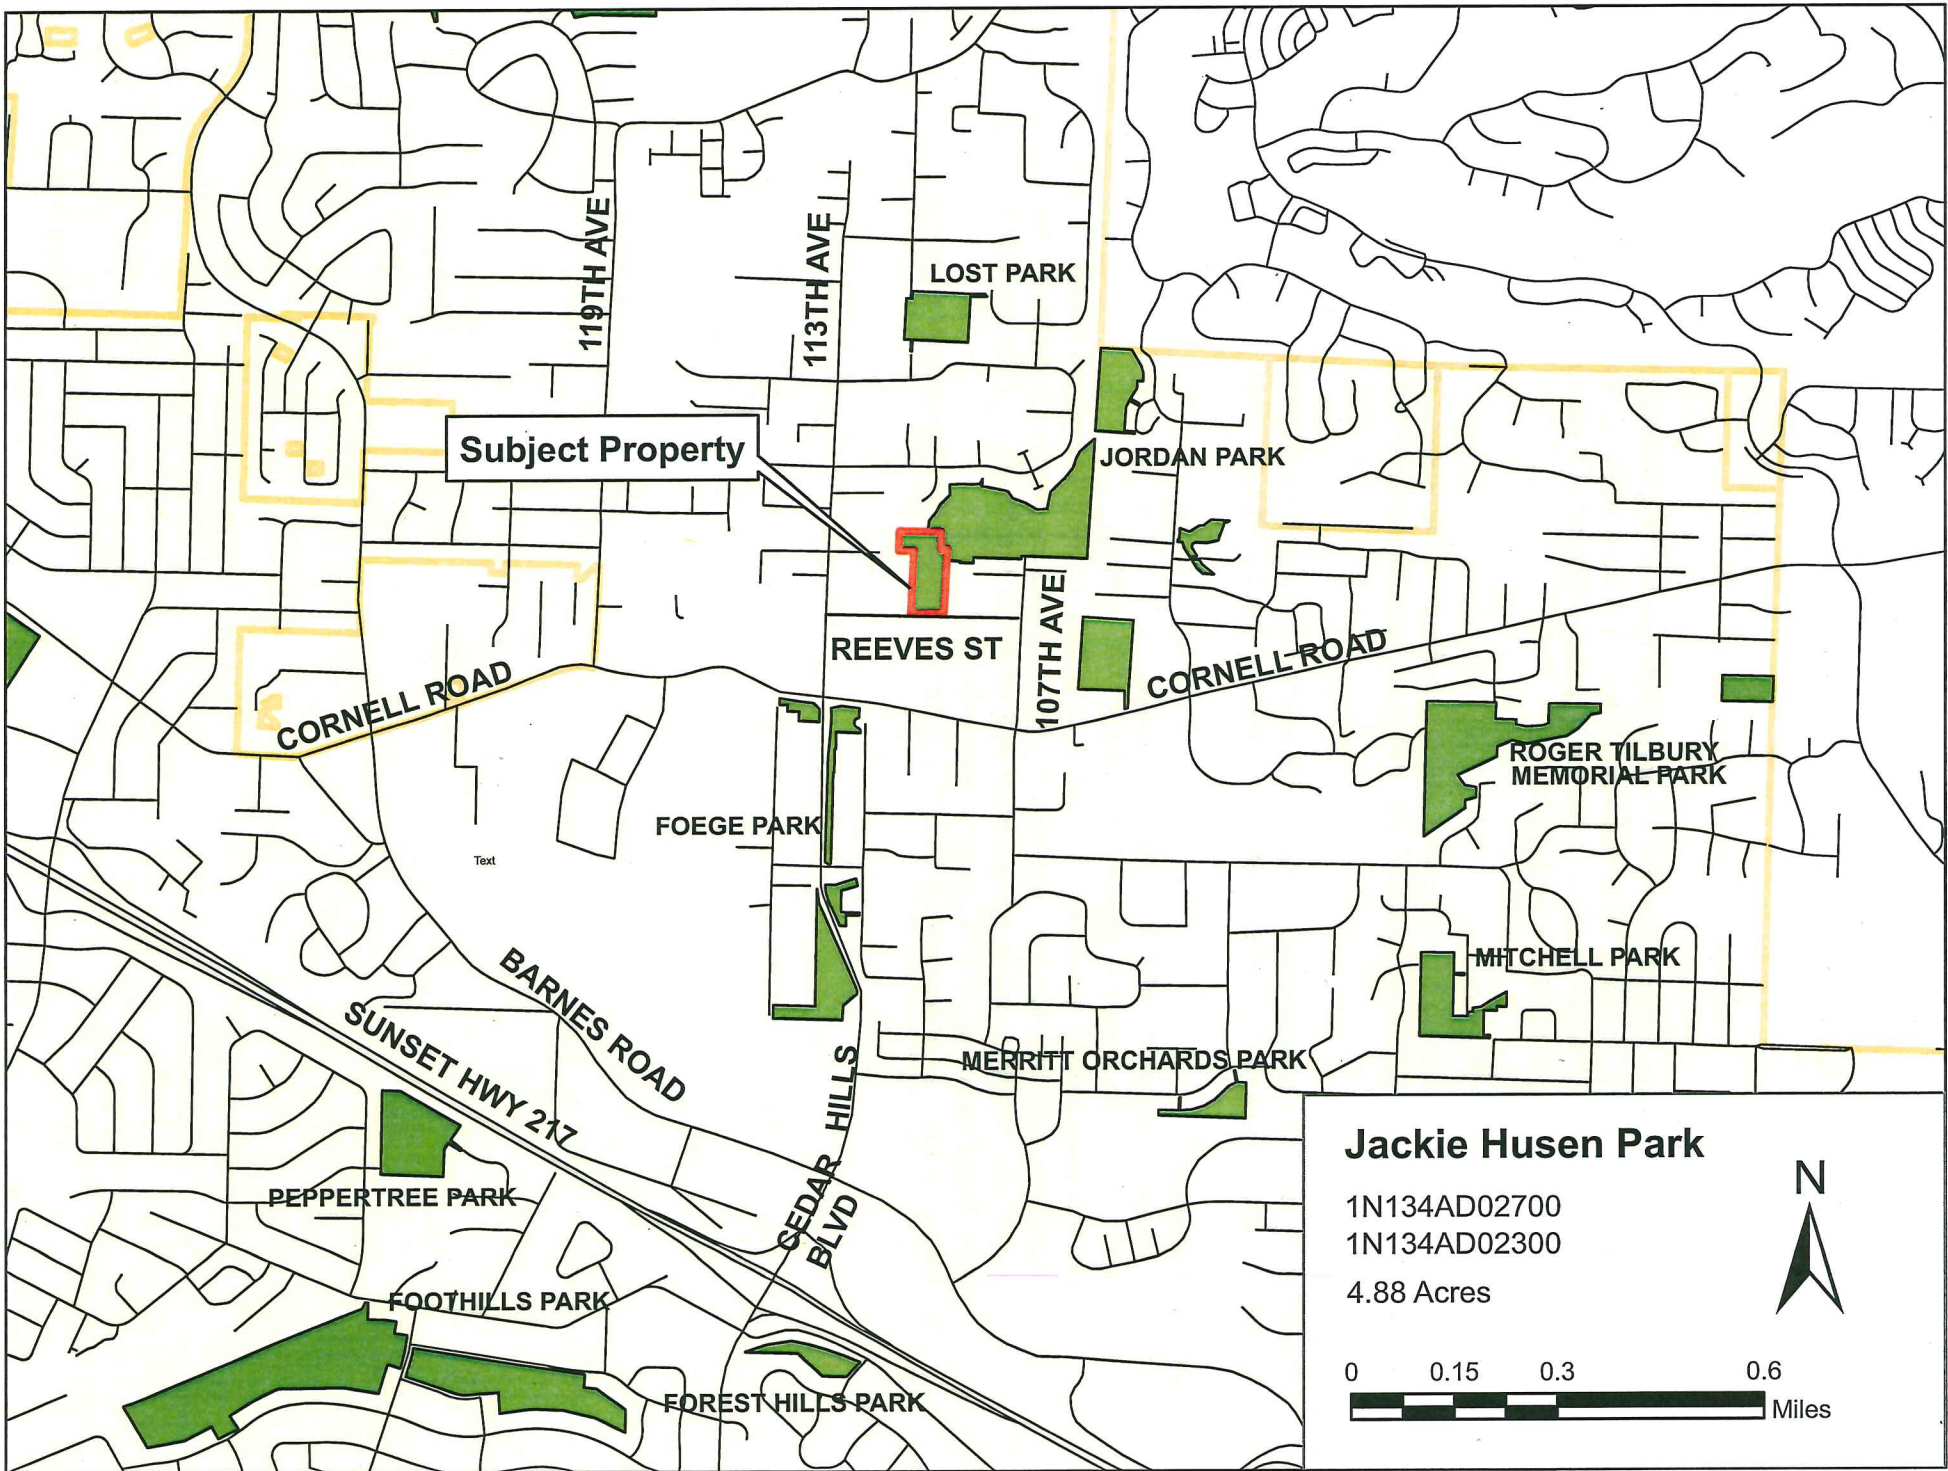 119TH AVE
113TH AVE
LOST PARK
Subject Property
JORDAN PARK
REEVES ST
107TH AVE
CORNELL ROAD
CORNELL ROAD
ROGER TILBURY
MEMORIAL PARK
FOEGE PARK
Text
BARNES ROAD
MITCHELL PARK
SUNSET HWY 217
MERRITT ORCHARDS PARK
CEDAR HILLS
BLVD
PEPPERTREE PARK
FOOTHILLS PARK
FOREST HILLS PARK
Jackie Husen Park
1N134AD02700
1N134AD02300
4.88 Acres
N
0 0.15 0.3 0.6
Miles